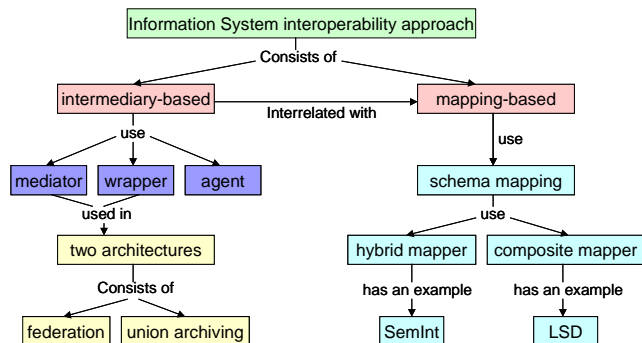 Information System interoperability approach
Consists of
intermediary-based
Interrelated with
mapping-based
use
use
mediator
wrapper
agent
schema mapping
used in
use
two architectures
hybrid mapper
composite mapper
Consists of
has an example
has an example
federation
union archiving
SemInt
LSD